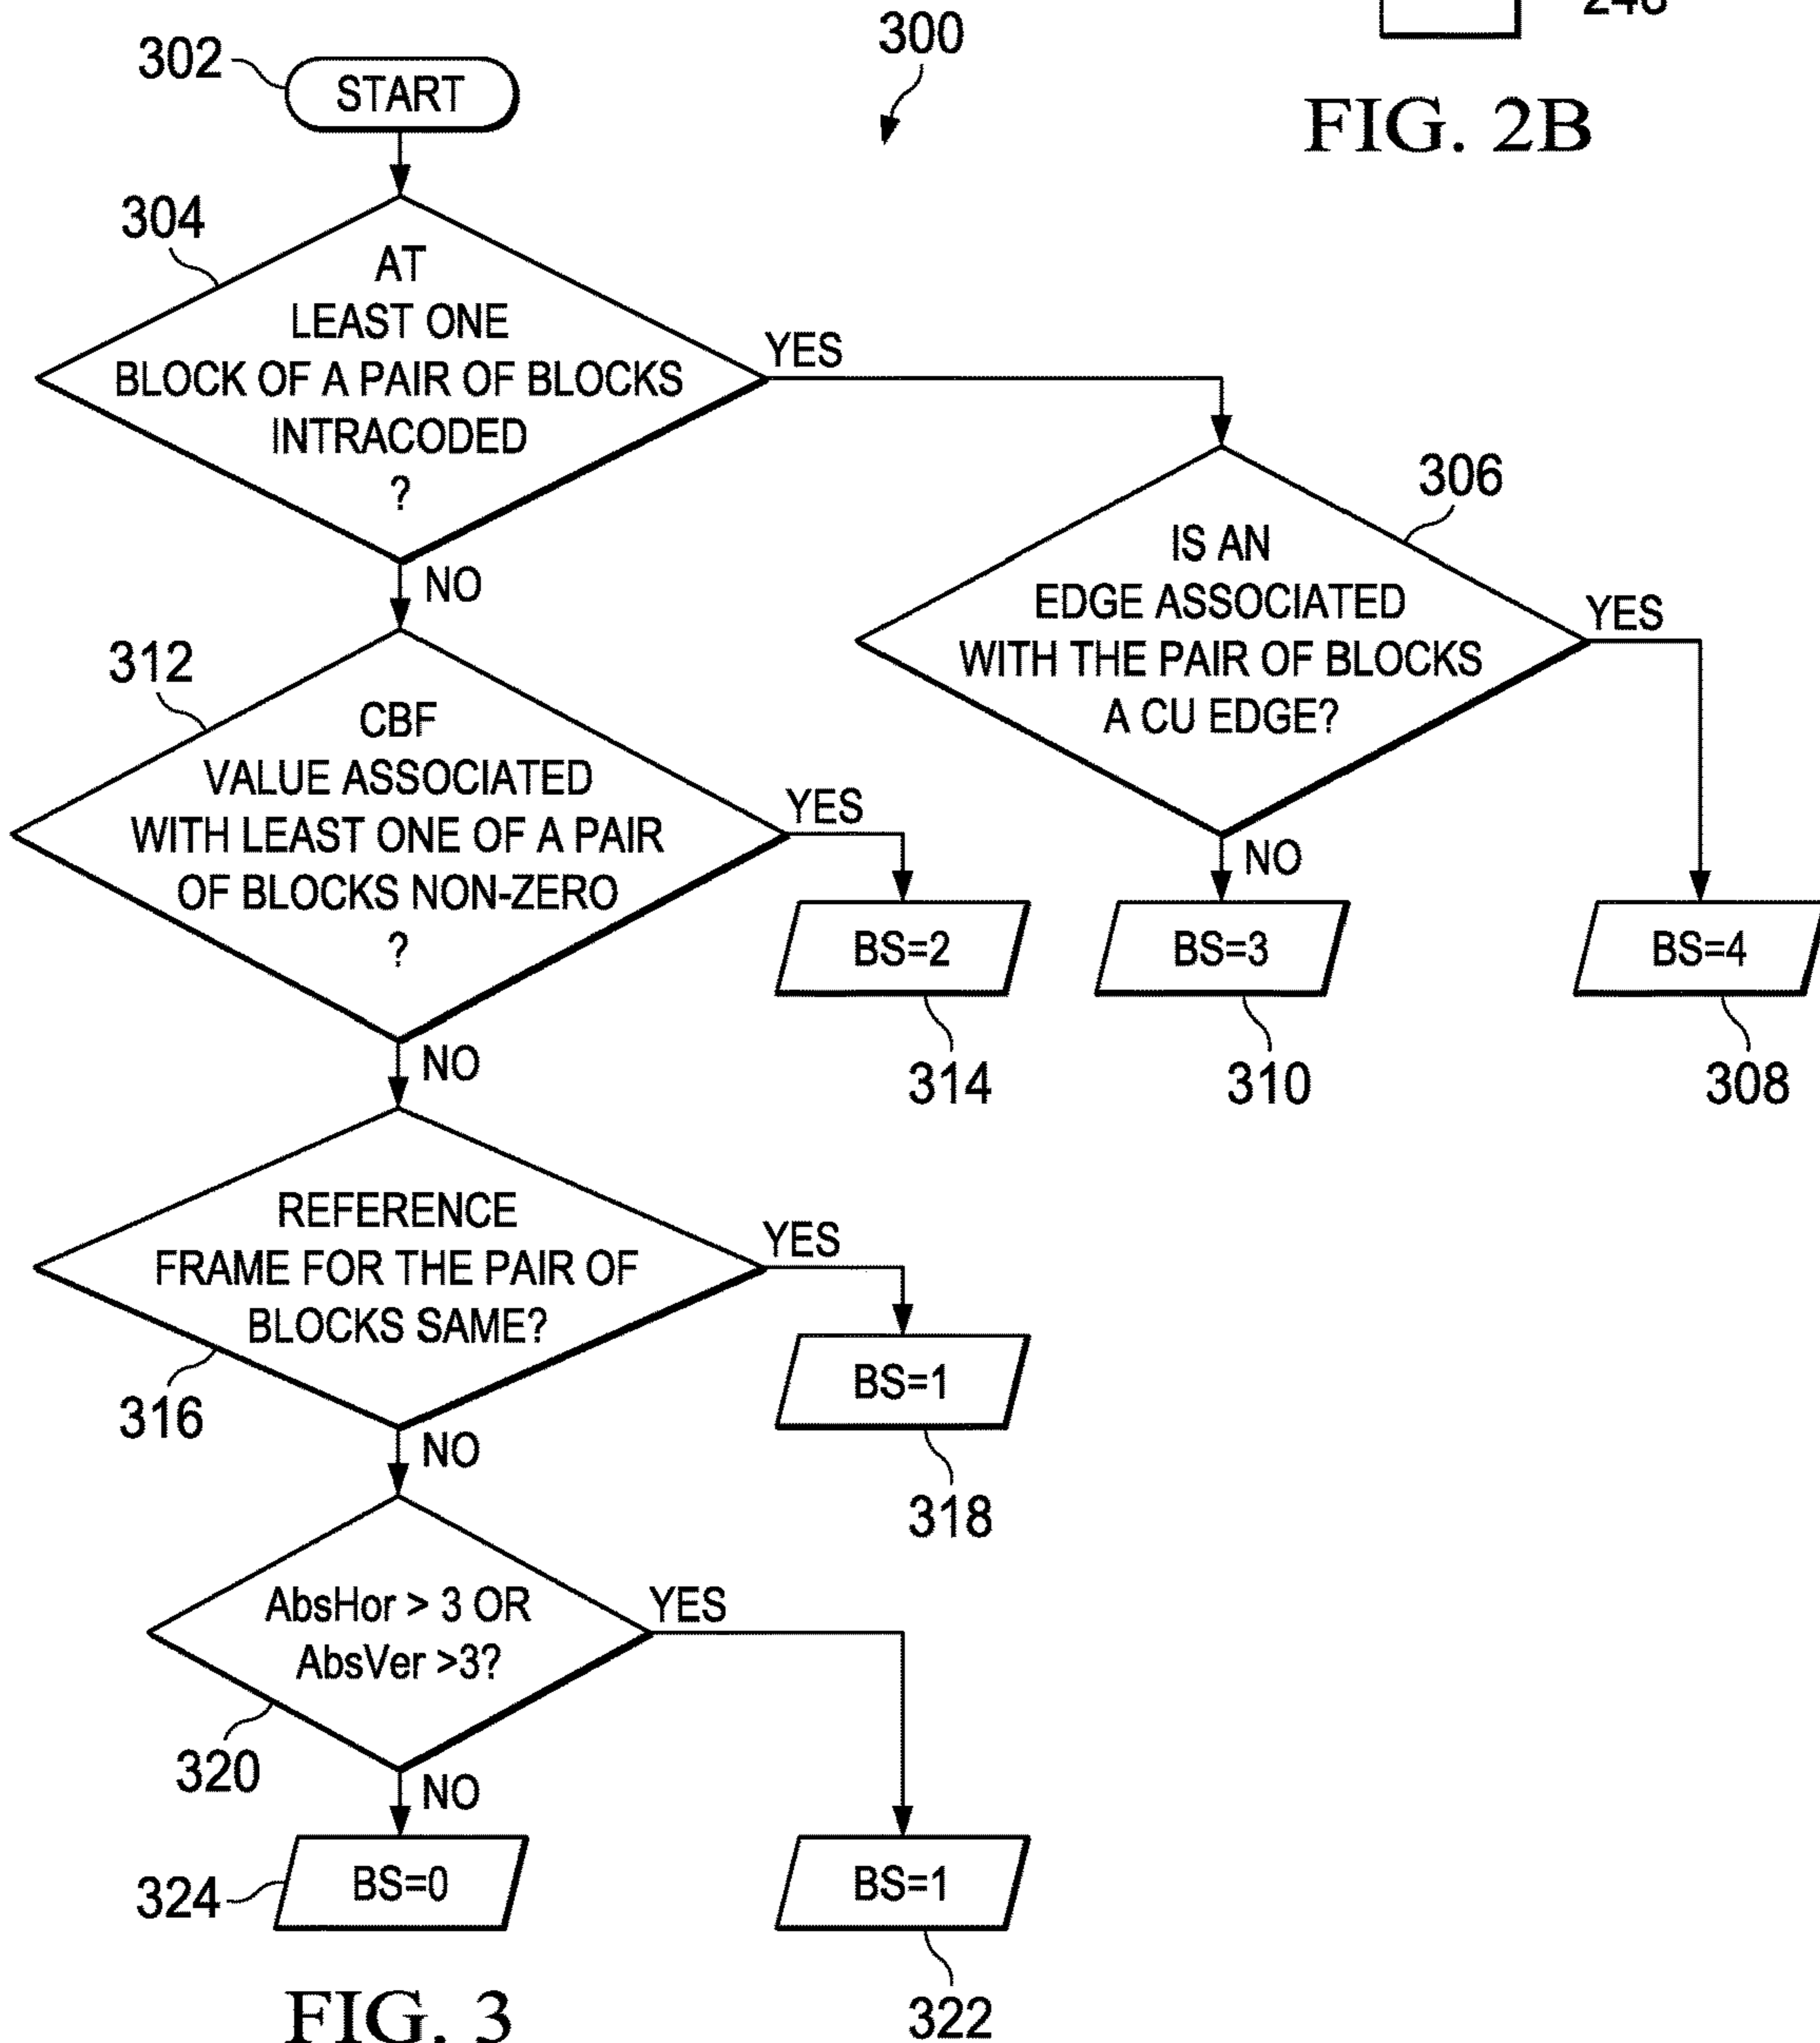 248
FIG. 2B
300
302
START
304
AT
LEAST ONE
BLOCK OF A PAIR OF BLOCKS
INTRACODED
?
YES
NO
306
IS AN
EDGE ASSOCIATED
WITH THE PAIR OF BLOCKS
A CU EDGE?
YES
NO
312
CBF
VALUE ASSOCIATED
WITH LEAST ONE OF A PAIR
OF BLOCKS NON-ZERO
?
YES
NO
BS=2
314
BS=3
310
BS=4
308
REFERENCE
FRAME FOR THE PAIR OF
BLOCKS SAME?
316
YES
NO
BS=1
318
AbsHor > 3 OR
AbsVer >3?
320
YES
NO
324
BS=0
BS=1
322
FIG. 3